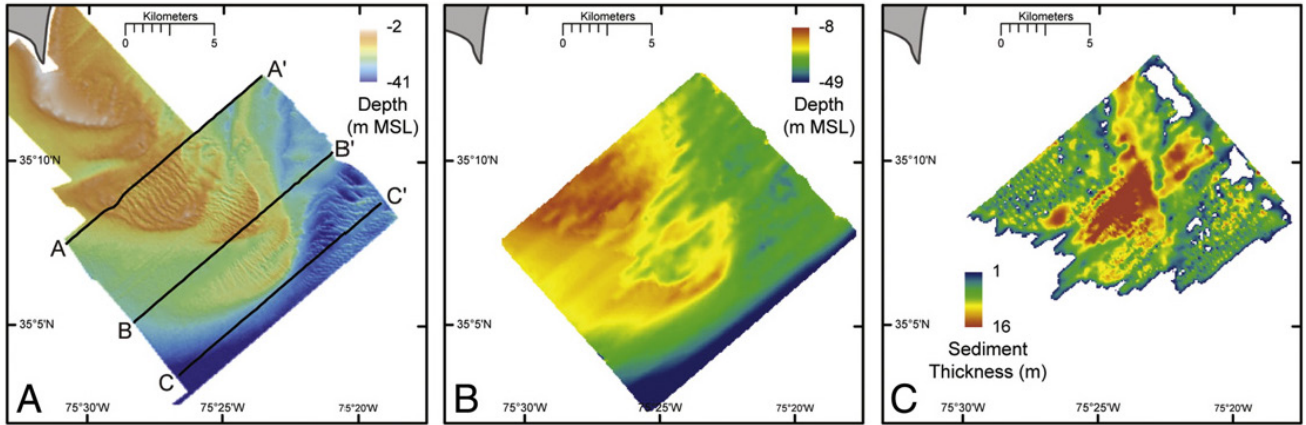 Kilometers
0 5
-2
-41
Depth
(m MSL)
A'
B'
C'
A
B
C
35°10'N
35°5'N
75°30'W 75°25'W 75°20'W
A
Kilometers
0 5
-8
-49
Depth
(m MSL)
35°10'N
35°5'N
75°30'W 75°25'W 75°20'W
B
Kilometers
0 5
35°10'N
35°5'N
1
16
Sediment
Thickness (m)
75°30'W 75°25'W 75°20'W
C